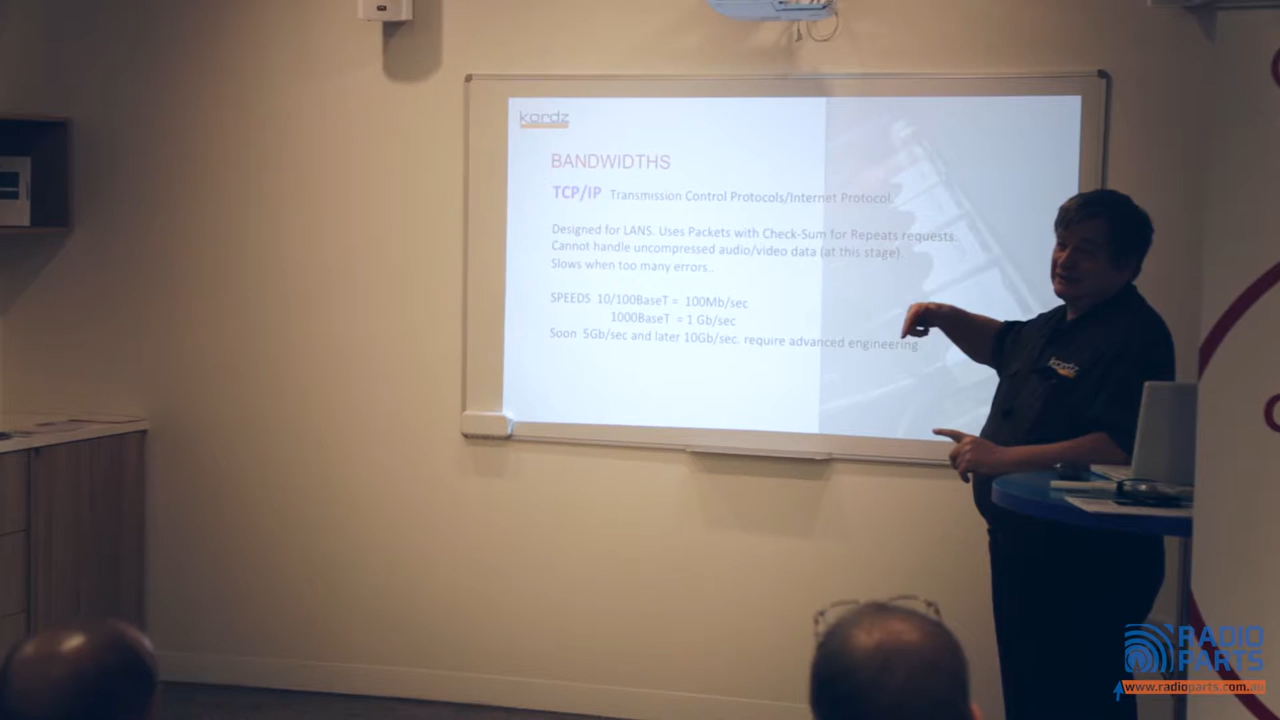 kordz
BANDWIDTHS
TCP/IP Transmission Control Protocols/Internet Protocol.
Designed for LANS. Uses Packets with Check-Sum for Repeats requests.
Cannot handle uncompressed audio/video data (at this stage).
Slows when too many errors..
SPEEDS 10/100BaseT = 100Mb/sec
1000BaseT = 1 Gb/sec
Soon 5Gb/sec and later 10Gb/sec. require advanced engineering
kordz
RADIO
PARTS
www.radioparts.com.au